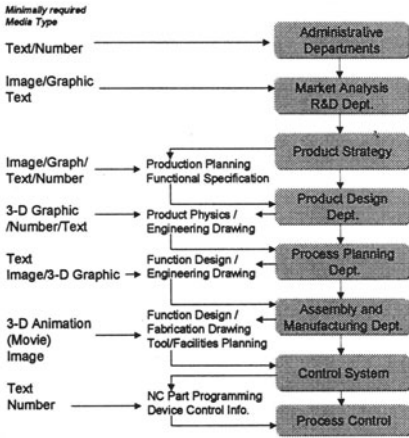 Minimally required
Media Type
Text/Number
Administrative
Departments
Image/Graphic
Text
Market Analysis
R&D Dept.
Product Strategy
Image/Graph/
Text/Number
Production Planning
Functional Specification
Product Design
Dept.
3-D Graphic
/Number/Text
Product Physics /
Engineering Drawing
Process Planning
Dept.
Text
Image/3-D Graphic
Function Design /
Engineering Drawing
Assembly and
Manufacturing Dept.
3-D Animation
(Movie)
Image
Function Design /
Fabrication Drawing
Tool/Facilities Planning
Control System
Text
Number
NC Part Programming
Device Control Info.
Process Control